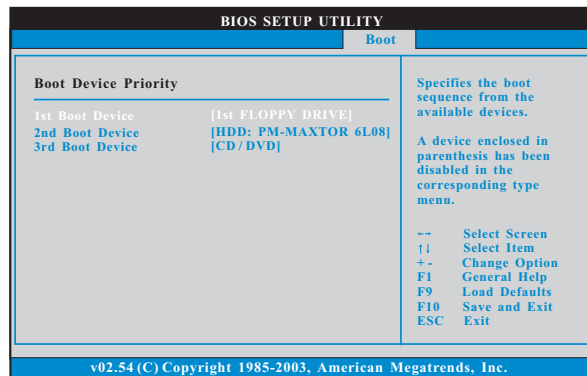 BIOS SETUP UTILITY
Boot
Boot Device Priority
1st Boot Device [1st FLOPPY DRIVE]
2nd Boot Device [HDD: PM-MAXTOR 6L08]
3rd Boot Device [CD/DVD]
Specifies the boot
sequence from the
available devices.
A device enclosed in
parenthesis has been
disabled in the
corresponding type
menu.
←→ Select Screen
↑↓ Select Item
+ - Change Option
F1 General Help
F9 Load Defaults
F10 Save and Exit
ESC Exit
v02.54 (C) Copyright 1985-2003, American Megatrends, Inc.